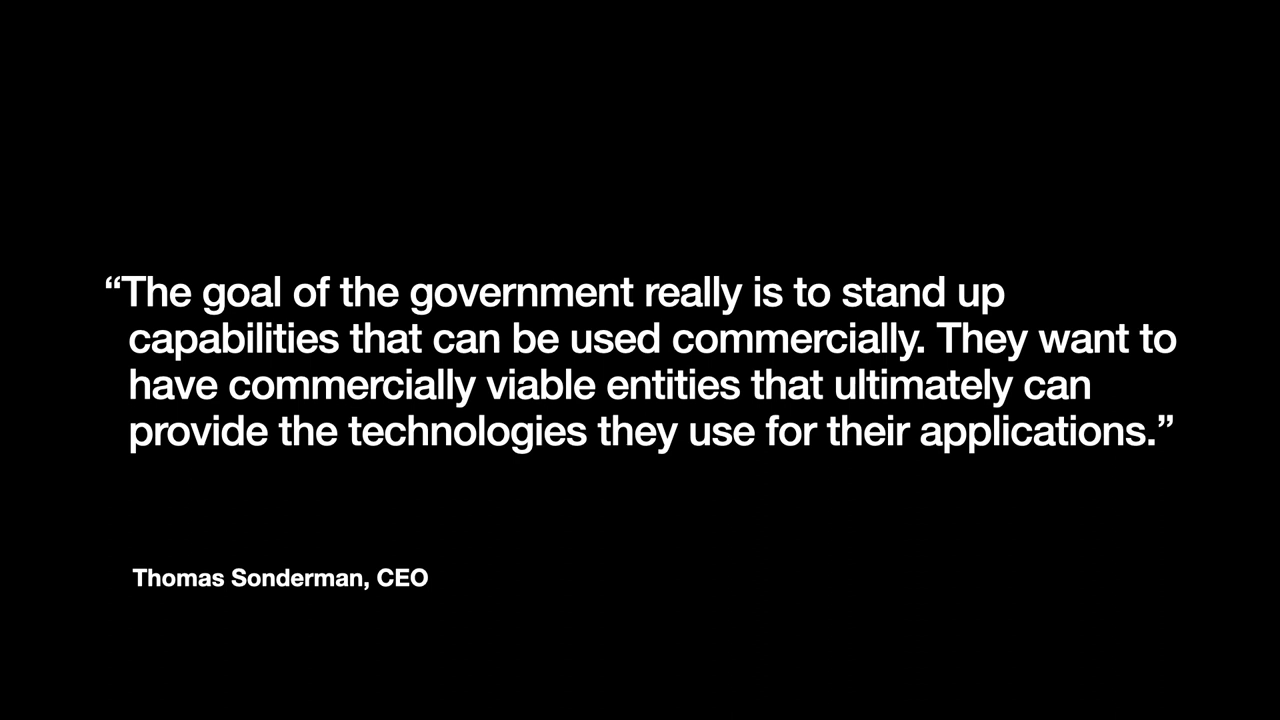 “The goal of the government really is to stand up
capabilities that can be used commercially. They want to
have commercially viable entities that ultimately can
provide the technologies they use for their applications.”
Thomas Sonderman, CEO